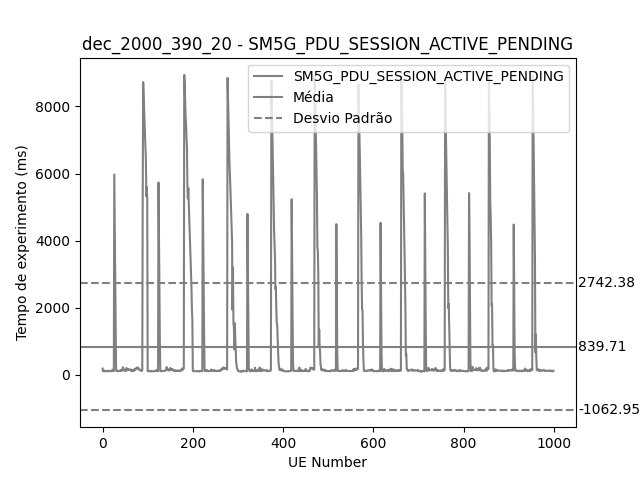 dec_2000_390_20 - SM5G_PDU_SESSION_ACTIVE_PENDING
SM5G_PDU_SESSION_ACTIVE_PENDING
Média
Desvio Padrão
Tempo de experimento (ms)
8000
6000
4000
2000
0
2742.38
839.71
-1062.95
0 200 400 600 800 1000
UE Number